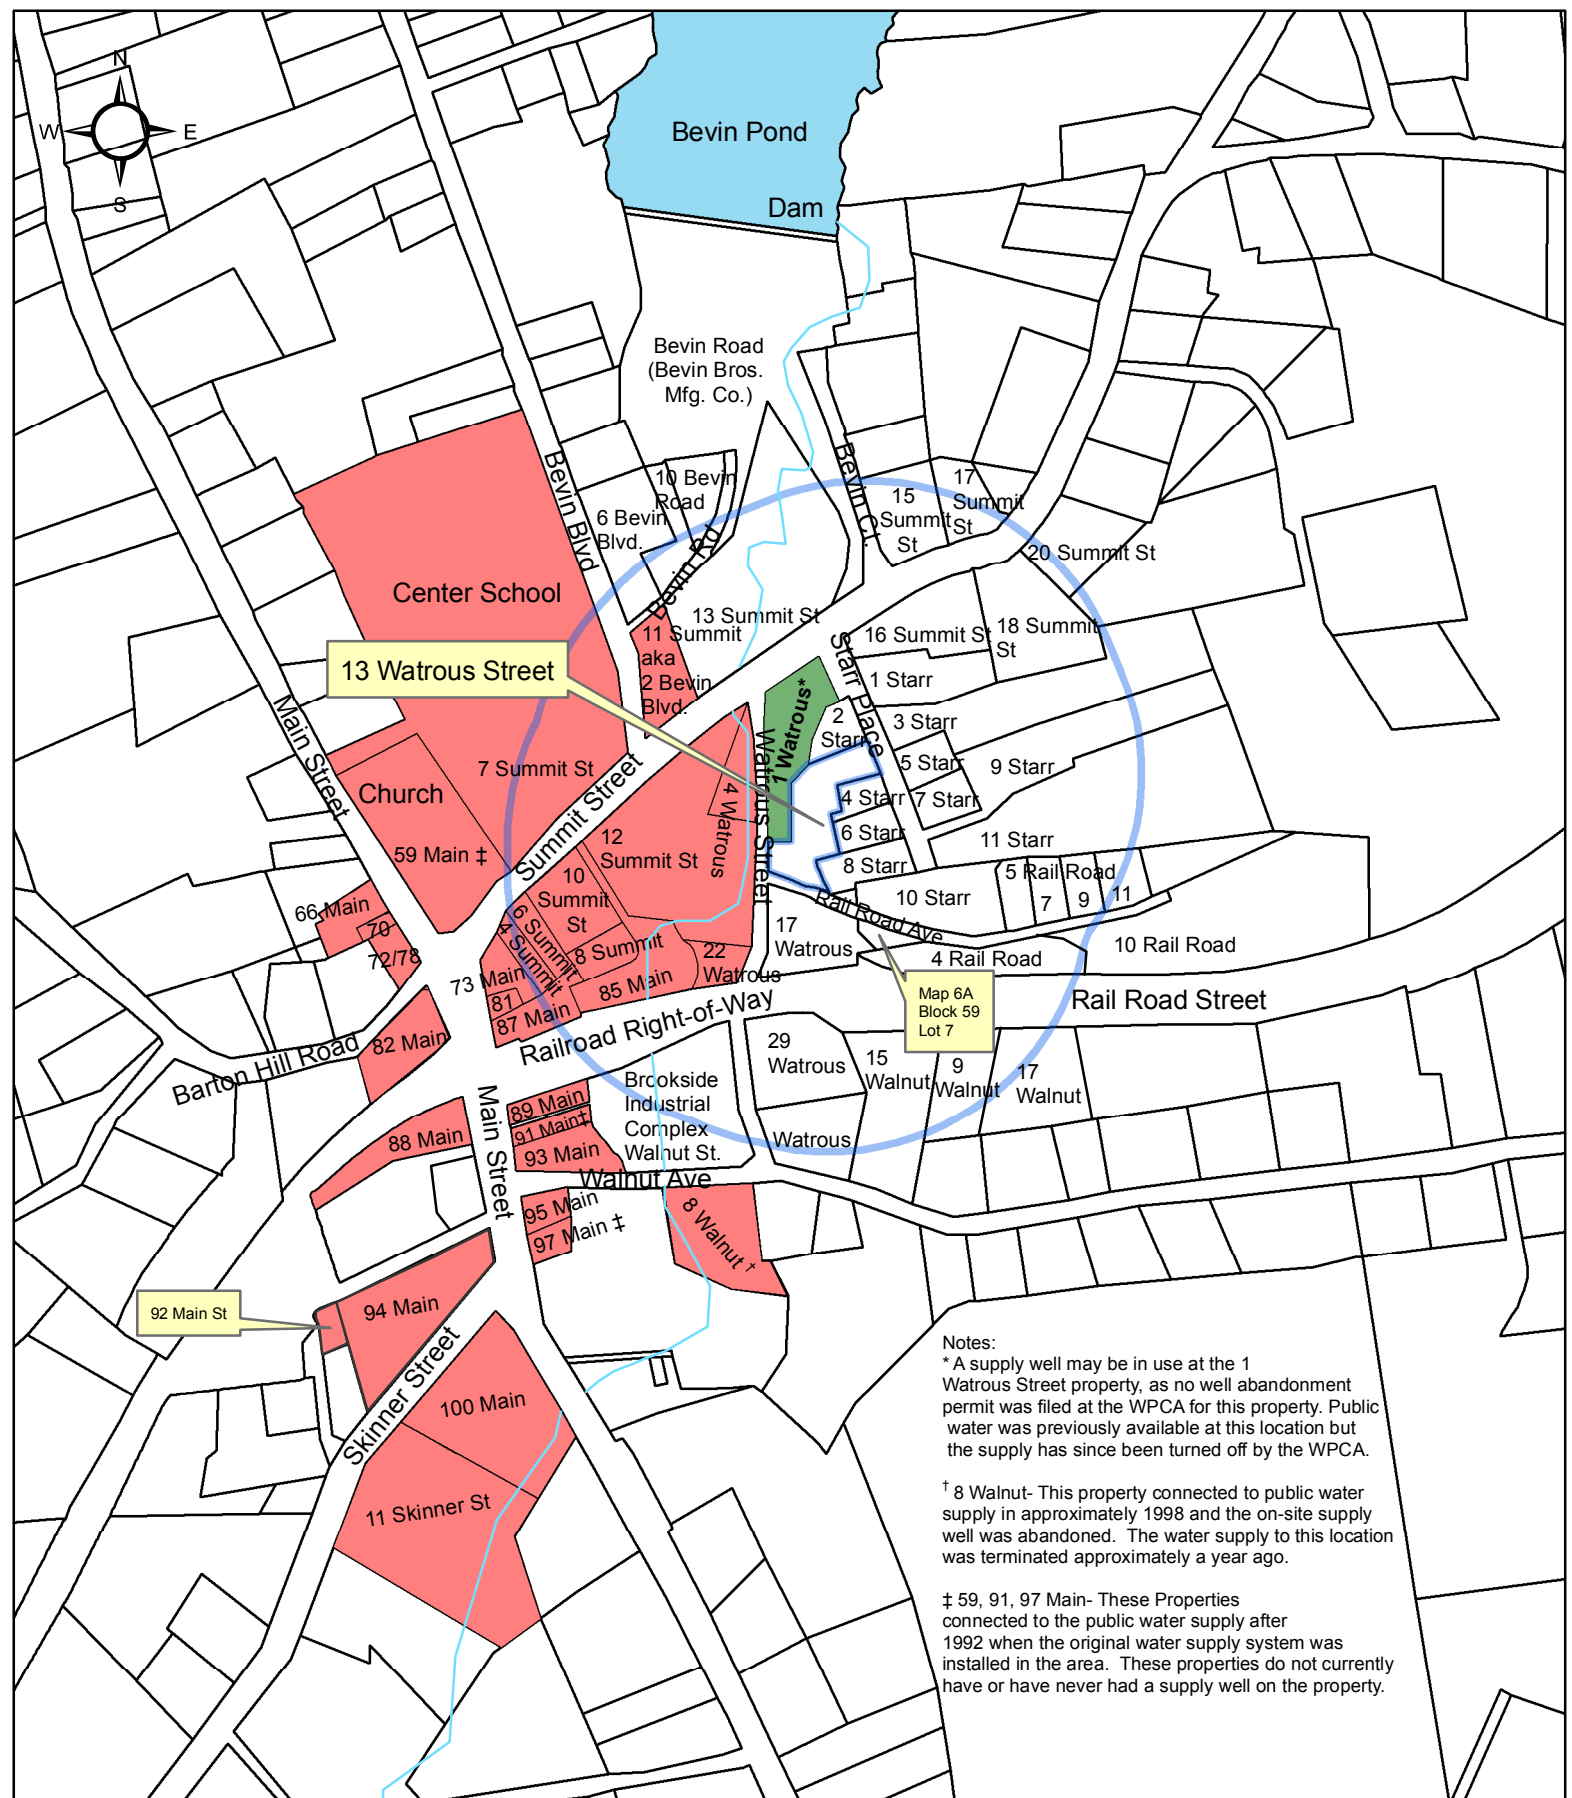 N
W
E
S
Bevin Pond
Dam
Bevin Road
(Bevin Bros.
Mfg. Co.)
Bevin Blvd
10 Bevin
Road
6 Bevin
Blvd.
Bevin Rd
Bevin Ct.
15
Summit
St
17
Summit
St
20 Summit St
Center School
13 Summit St
11 Summit
aka
2 Bevin
Blvd.
16 Summit St
18 Summit
St
13 Watrous Street
1 Starr
Starr Place
1 Watrous*
2
Starr
3 Starr
Main Street
7 Summit St
Summit Street
Watrous Street
4 Watrous
5 Starr
9 Starr
Church
4 Starr
7 Starr
59 Main ‡
12
Summit St
6 Starr
11 Starr
8 Starr
10
Summit
St
5 Rail Road
7
9
11
10 Starr
Rail Road Ave
66 Main
70
72/78
6 Summit
4 Summit
8 Summit
22
Watrous
17
Watrous
4 Rail Road
10 Rail Road
73 Main
81
87 Main
85 Main
Map 6A
Block 59
Lot 7
Rail Road Street
Railroad Right-of-Way
82 Main
Barton Hill Road
29
Watrous
15
Walnut
9
Walnut
17
Walnut
Brookside
Industrial
Complex
Walnut St.
89 Main
91 Main‡
93 Main
88 Main
Main Street
Watrous
Walnut Ave
95 Main
97 Main ‡
8 Walnut †
92 Main St
94 Main
Skinner Street
100 Main
11 Skinner St
Notes:
* A supply well may be in use at the 1
Watrous Street property, as no well abandonment
permit was filed at the WPCA for this property. Public
water was previously available at this location but
the supply has since been turned off by the WPCA.
† 8 Walnut- This property connected to public water
supply in approximately 1998 and the on-site supply
well was abandoned.  The water supply to this location
was terminated approximately a year ago.
‡ 59, 91, 97 Main- These Properties
connected to the public water supply after
1992 when the original water supply system was
installed in the area.  These properties do not currently
have or have never had a supply well on the property.